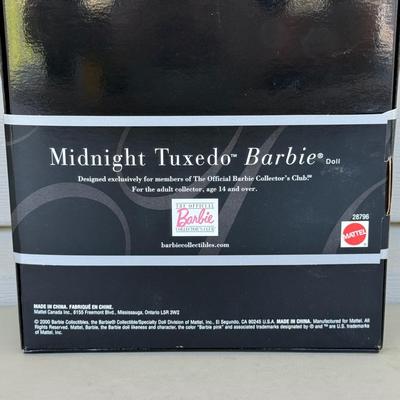 Midnight Tuxedo™ Barbie® Doll
Designed exclusively for members of The Official Barbie Collector's Club.®
For the adult collector, age 14 and over.
THE OFFICIAL
Barbie
COLLECTOR'S CLUB
barbiecollectibles.com
28796
MATTEL
MADE IN CHINA. FABRIQUÉ EN CHINE.
Mattel Canada Inc., 6155 Freemont Blvd., Mississauga, Ontario L5R 3W2
© 2000 Barbie Collectibles, the Barbie® Collectible/Specialty Doll Division of Mattel, Inc., El Segundo, CA 90245 U.S.A. Manufactured for Mattel, Inc. All
Rights Reserved. Mattel, Barbie, the Barbie doll likeness and character, the color "Barbie pink" and associated trademarks designated by ® and ™ are U.S. trademarks
of Mattel, Inc.